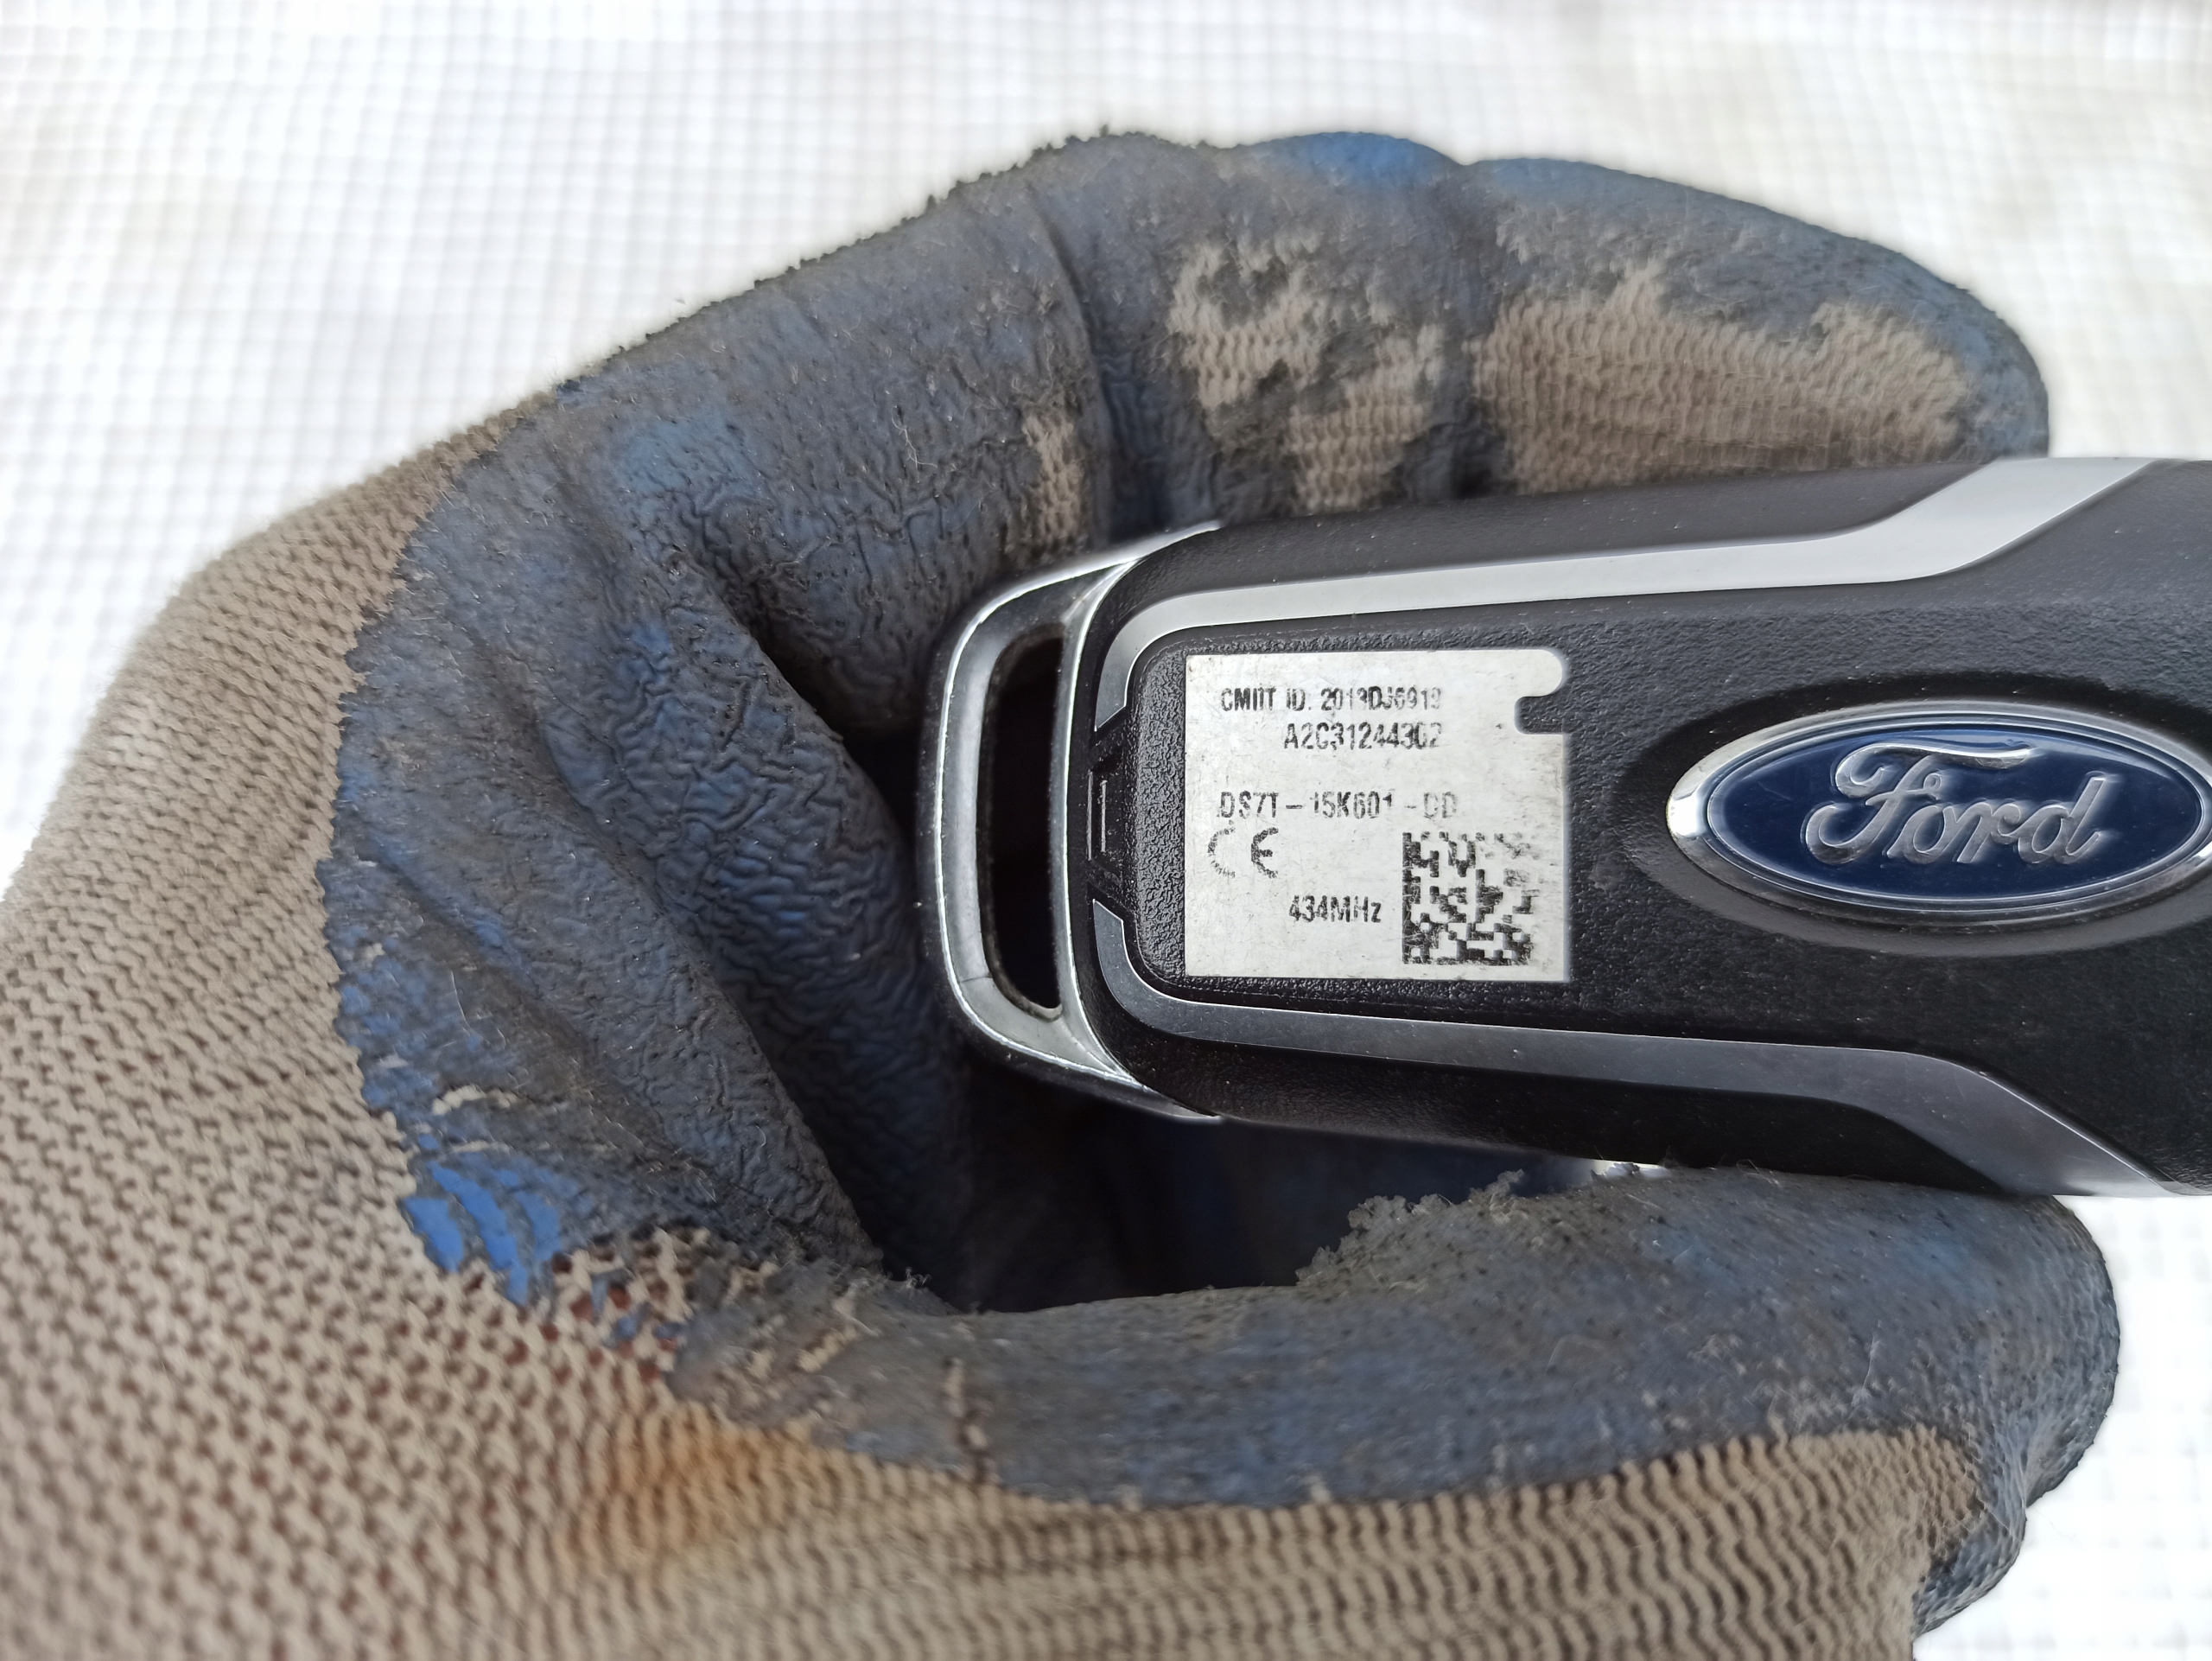 CMIIT ID. 2013DJ6919
A2C31244302
DS7T-15K601-DD
CE
434MHz
Ford